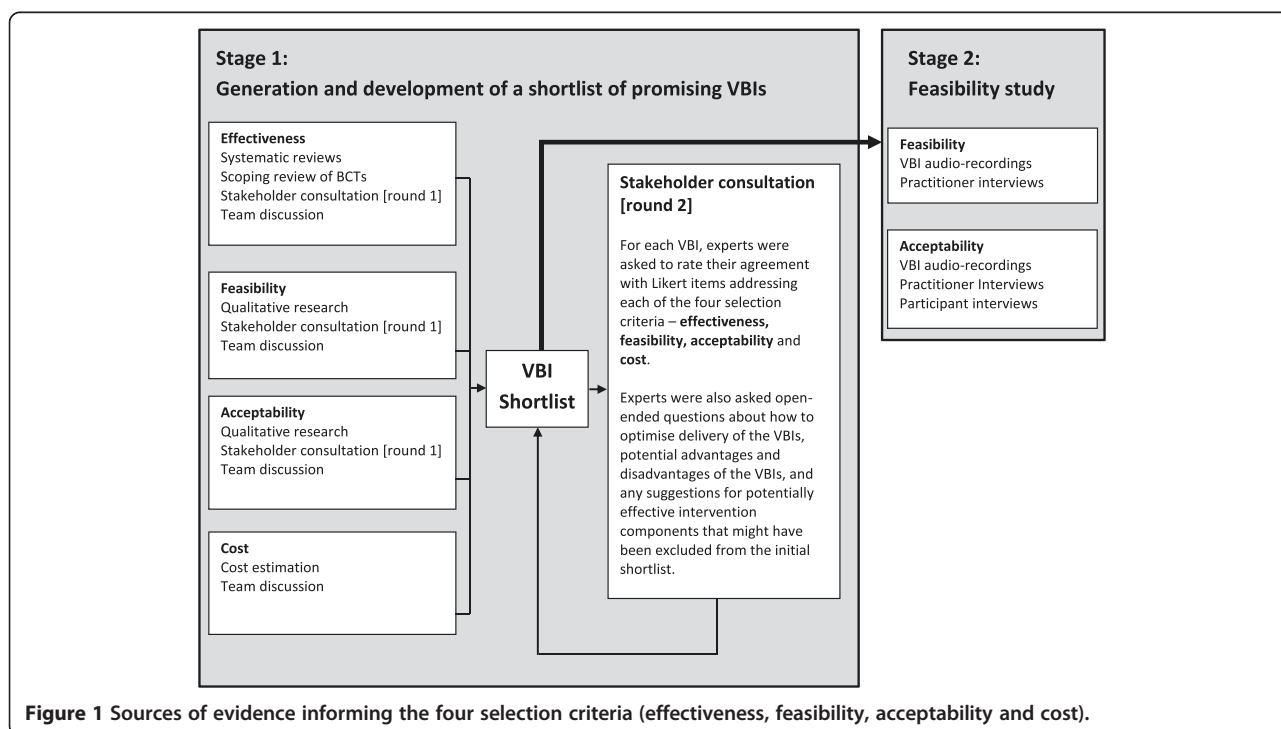 Stage 1:
Generation and development of a shortlist of promising VBIs
Effectiveness
Systematic reviews
Scoping review of BCTs
Stakeholder consultation [round 1]
Team discussion
Feasibility
Qualitative research
Stakeholder consultation [round 1]
Team discussion
Acceptability
Qualitative research
Stakeholder consultation [round 1]
Team discussion
Cost
Cost estimation
Team discussion
VBI
Shortlist
Stakeholder consultation
[round 2]
For each VBI, experts were
asked to rate their agreement
with Likert items addressing
each of the four selection
criteria – effectiveness,
feasibility, acceptability and
cost.
Experts were also asked open-
ended questions about how to
optimise delivery of the VBIs,
potential advantages and
disadvantages of the VBIs, and
any suggestions for potentially
effective intervention
components that might have
been excluded from the initial
shortlist.
Stage 2:
Feasibility study
Feasibility
VBI audio-recordings
Practitioner interviews
Acceptability
VBI audio-recordings
Practitioner Interviews
Participant interviews
Figure 1 Sources of evidence informing the four selection criteria (effectiveness, feasibility, acceptability and cost).